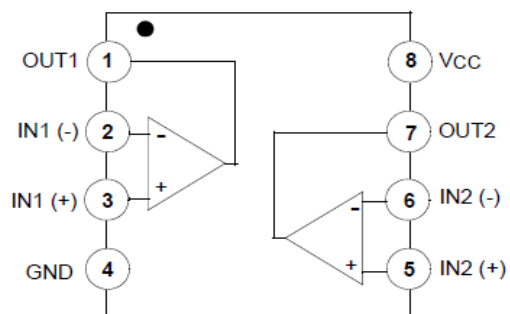 OUT1 1 8 VCC
IN1 (-) 2 - 7 OUT2
IN1 (+) 3 + - 6 IN2 (-)
GND 4 + 5 IN2 (+)